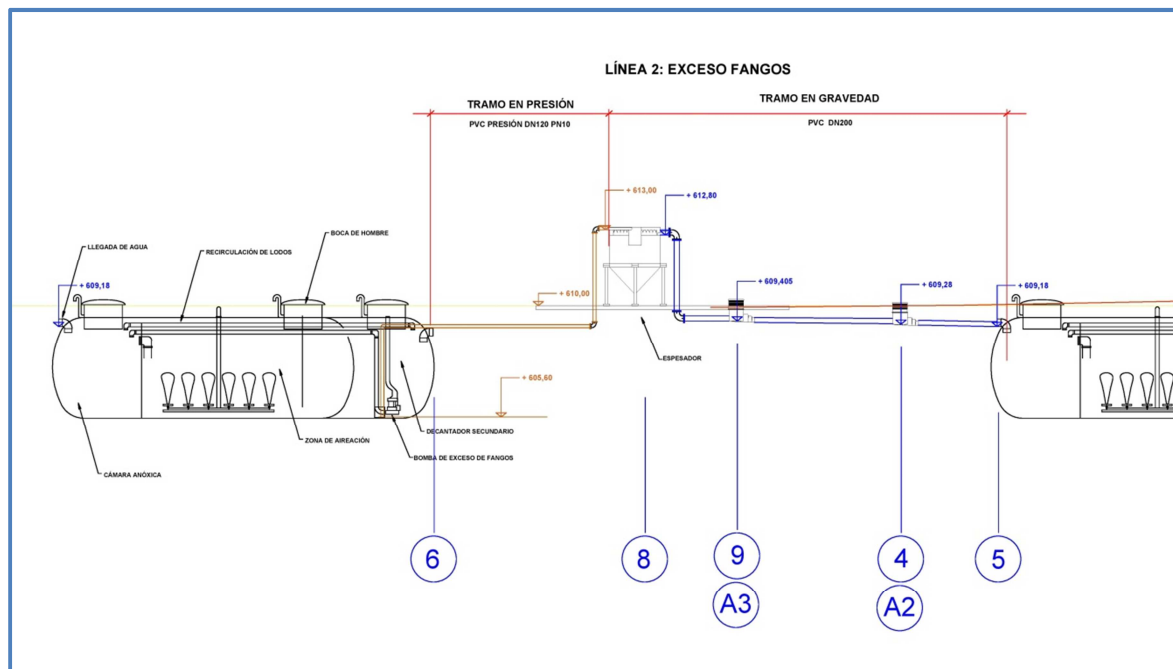 LÍNEA 2: EXCESO FANGOS
TRAMO EN PRESIÓN
TRAMO EN GRAVEDAD
PVC PRESIÓN DN120 PN10
PVC DN200
+ 613,00
+ 612,80
BOCA DE HOMBRE
LLEGADA DE AGUA
RECIRCULACIÓN DE LODOS
+ 609,18
+ 610,00
+ 609,405
+ 609,28
+ 609,18
ESPESADOR
+ 605,60
DECANTADOR SECUNDARIO
ZONA DE AIREACIÓN
BOMBA DE EXCESO DE FANGOS
CÁMARA ANÓXICA
6
8
9
4
5
A3
A2